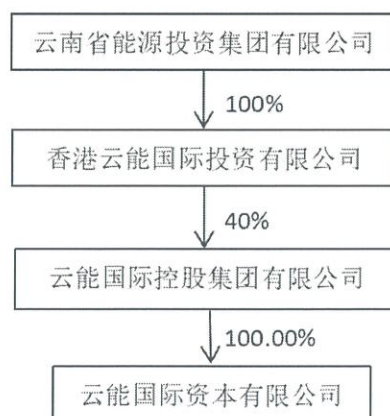 云南省能源投资集团有限公司
100%
香港云能国际投资有限公司
40%
云能国际控股集团有限公司
100.00%
云能国际资本有限公司